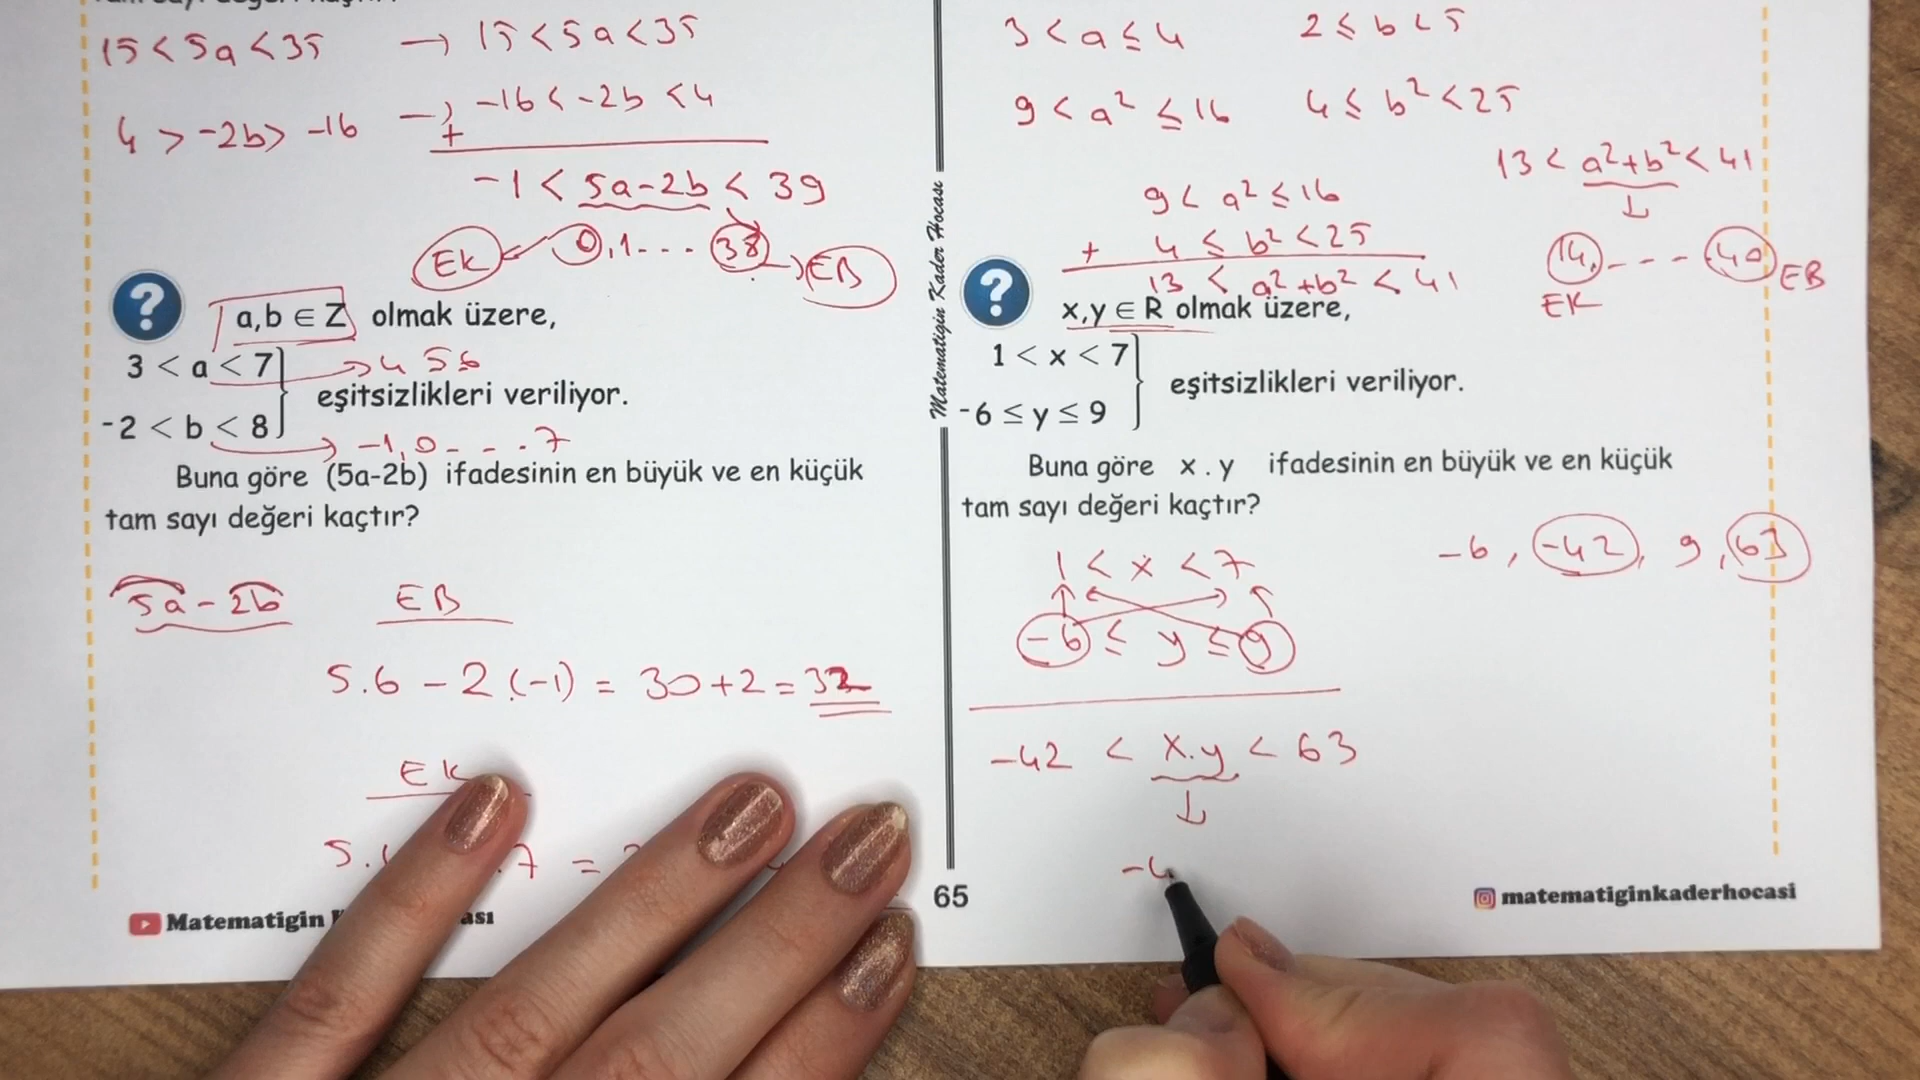 15 < 5a < 35 → 15 < 5a < 35
4 > -2b > -16 → -16 < -2b < 4
+
-1 < 5a-2b < 39
EK 0,1--- 38 EB
a,b ∈ Z olmak üzere,
3 < a < 7 → 4 5 6
-2 < b < 8 → -1,0---.7
eşitsizlikleri veriliyor.
Buna göre (5a-2b) ifadesinin en büyük ve en küçük
tam sayı değeri kaçtır?
5a-2b EB
5.6 - 2(-1) = 30+2 = 32
EK
7 =
Matematigin
ası
Matematigin Kader Hocası
65
3 < a ≤ 4 2 ≤ b < 5
9 < a² ≤ 16 4 ≤ b² < 25
13 < a²+b² < 41
9 < a² ≤ 16
+ 4 ≤ b² < 25
13 < a²+b² < 41
14,--- 40 EB
EK
x,y ∈ R olmak üzere,
1 < x < 7
-6 ≤ y ≤ 9
eşitsizlikleri veriliyor.
Buna göre x . y ifadesinin en büyük ve en küçük
tam sayı değeri kaçtır?
-6, -42, 9, 63
1 < x < 7
-6 ≤ y ≤ 9
-42 < x.y < 63
-4
matematiginkaderhocasi